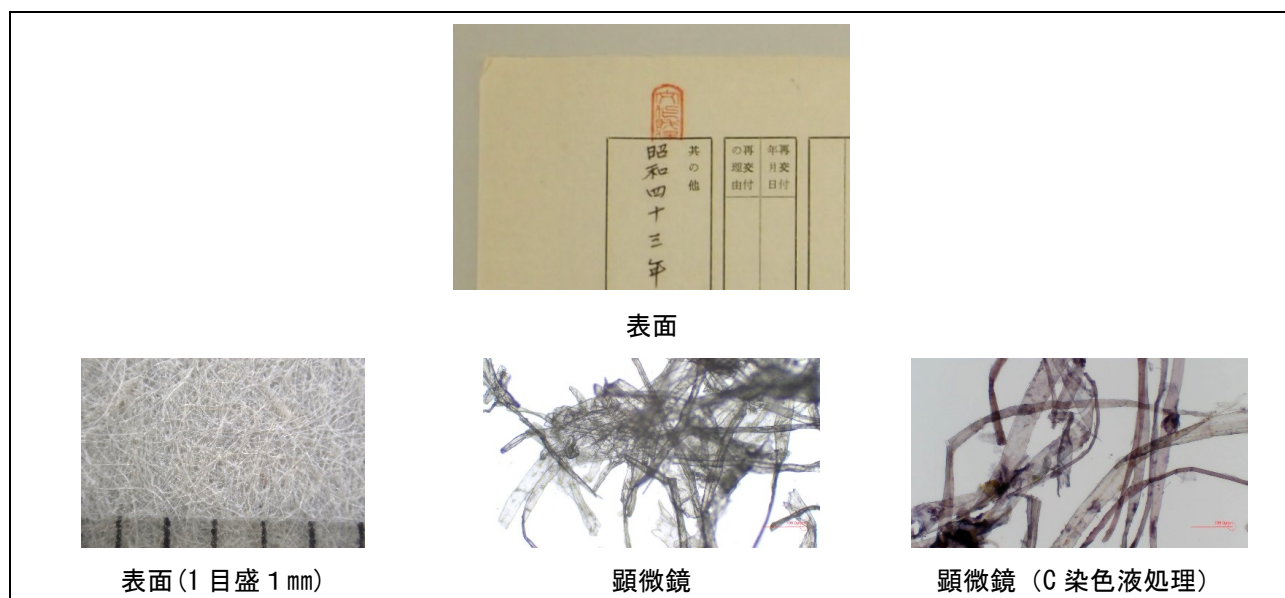 再交付
年月日
再交付
の理由
其の他
昭和四十三年
表面
表面(1目盛1mm)
顕微鏡
顕微鏡（C染色液処理）